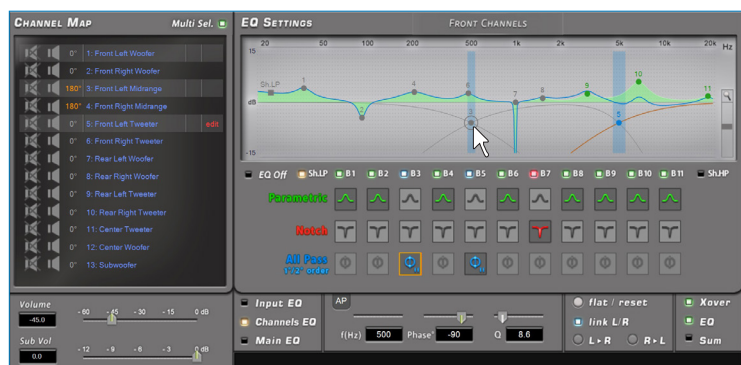 CHANNEL MAP Multi Sel.
0° 1: Front Left Woofer
0° 2: Front Right Woofer
180° 3: Front Left Midrange
180° 4: Front Right Midrange
0° 5: Front Left Tweeter edit
0° 6: Front Right Tweeter
0° 7: Rear Left Woofer
0° 8: Rear Right Woofer
0° 9: Rear Left Tweeter
0° 10: Rear Right Tweeter
0° 11: Center Tweeter
0° 12: Center Woofer
0° 13: Subwoofer
EQ SETTINGS FRONT CHANNELS
20 50 100 200 500 1k 2k 5k 10k 20k Hz
15
Sh.LP 1 4 6 7 8 9 10 11
dB 2 3 5
-15
EQ Off Sh.LP B1 B2 B3 B4 B5 B6 B7 B8 B9 B10 B11 Sh.HP
Parametric
Notch
All Pass
1°/2° order
Volume
-45.0
-60 -45 -30 -15 0 dB
Sub Vol
0.0
-12 -9 -6 -3 0 dB
Input EQ
Channels EQ
Main EQ
AP
f(Hz) 500 Phase° -90 Q 8.6
flat / reset
link L/R
L▸R R▸L
Xover
EQ
Sum